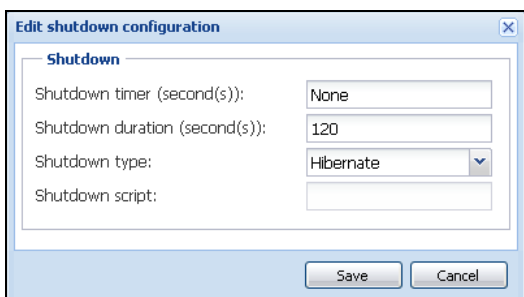 Edit shutdown configuration
Shutdown
Shutdown timer (second(s)): None
Shutdown duration (second(s)): 120
Shutdown type: Hibernate
Shutdown script:
Save Cancel